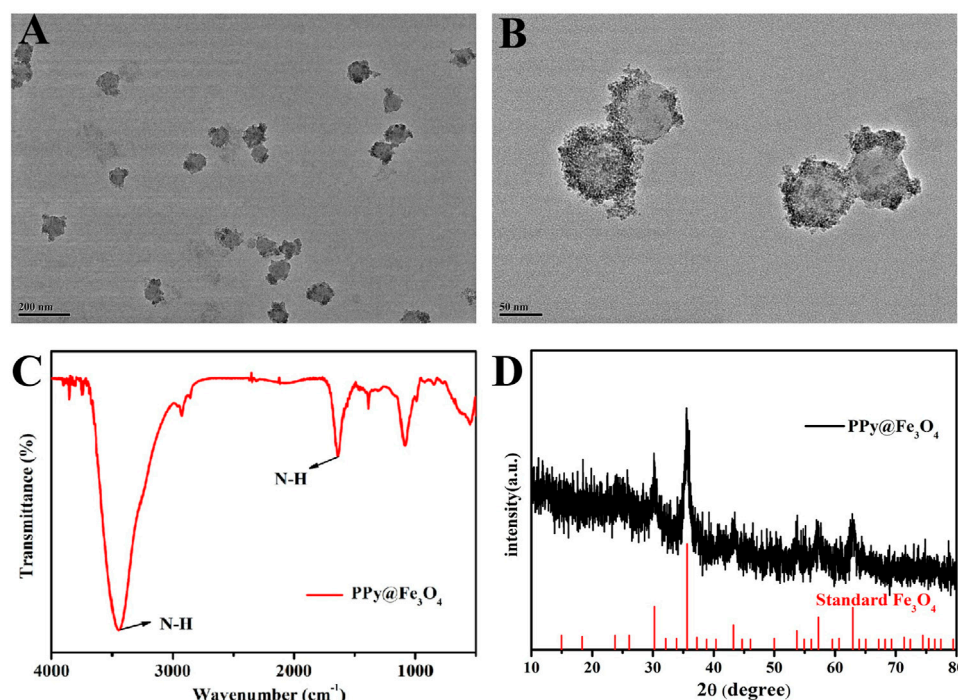 A
200 nm
B
50 nm
C
Transmittance (%)
N-H
N-H
PPy@Fe₃O₄
4000 3000 2000 1000
Wavenumber (cm⁻¹)
D
intensity(a.u.)
PPy@Fe₃O₄
Standard Fe₃O₄
10 20 30 40 50 60 70 80
2θ (degree)